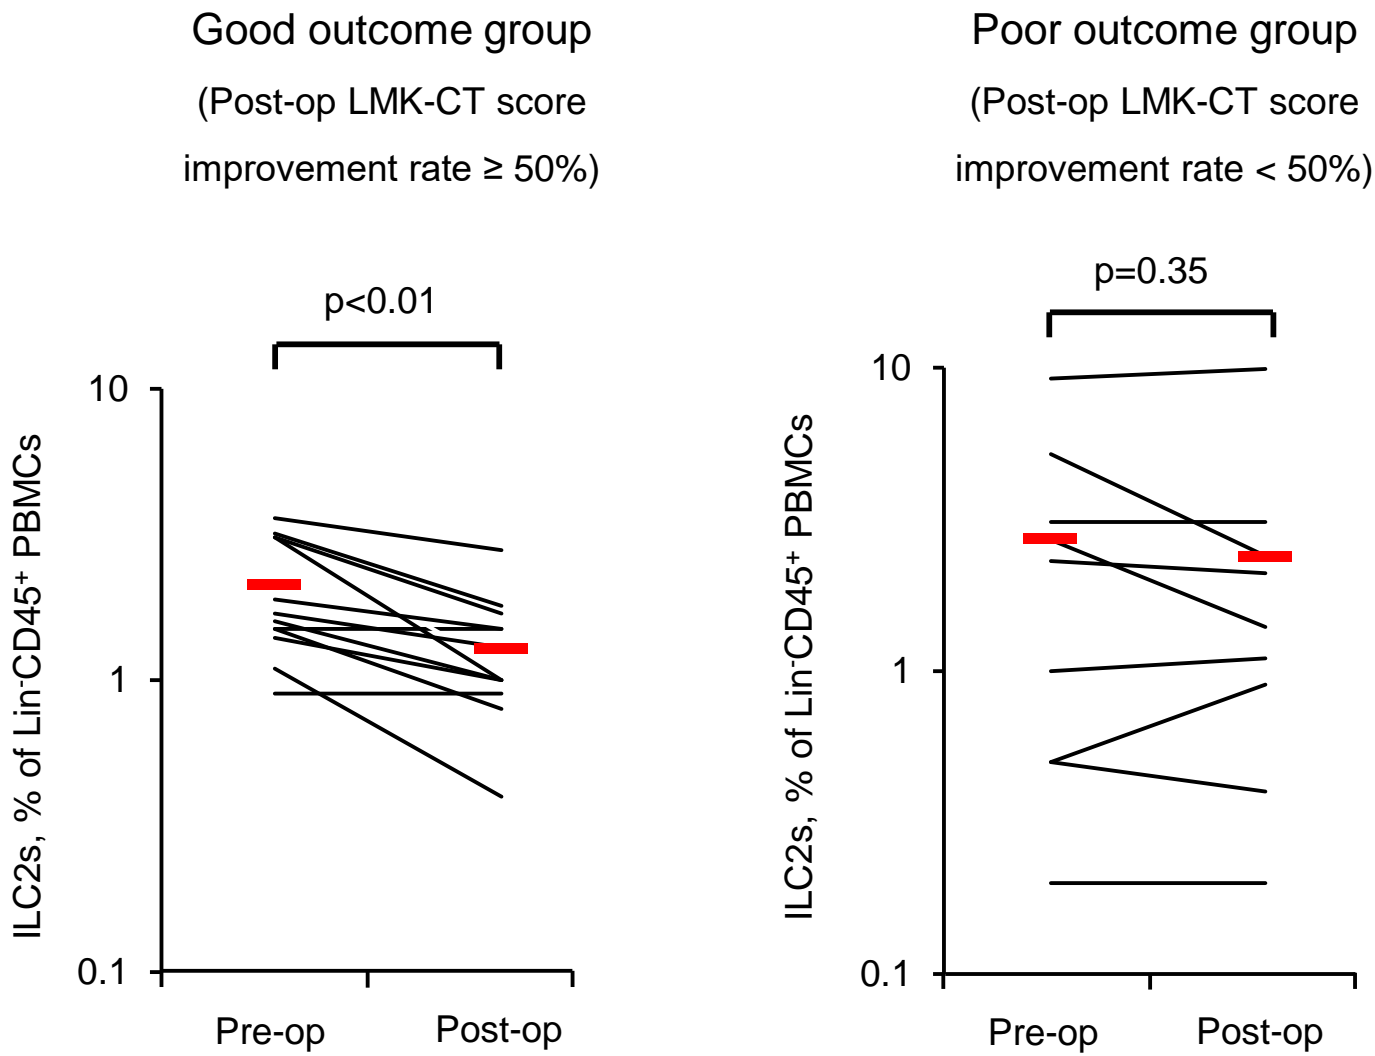 Good outcome group
(Post-op LMK-CT score
improvement rate ≥ 50%)
p<0.01
ILC2s, % of Lin⁻CD45⁺ PBMCs
10
1
0.1
Pre-op
Post-op
Poor outcome group
(Post-op LMK-CT score
improvement rate < 50%)
p=0.35
ILC2s, % of Lin⁻CD45⁺ PBMCs
10
1
0.1
Pre-op
Post-op